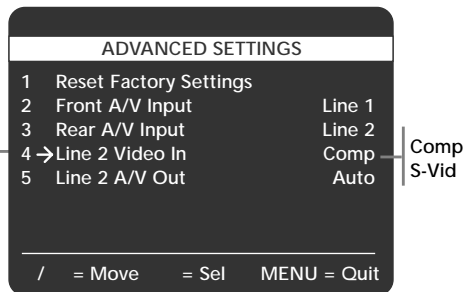 ADVANCED SETTINGS
1 Reset Factory Settings
2 Front A/V Input Line 1
3 Rear A/V Input Line 2
4 →Line 2 Video In Comp
5 Line 2 A/V Out Auto
/ = Move = Sel MENU = Quit
Comp
S-Vid